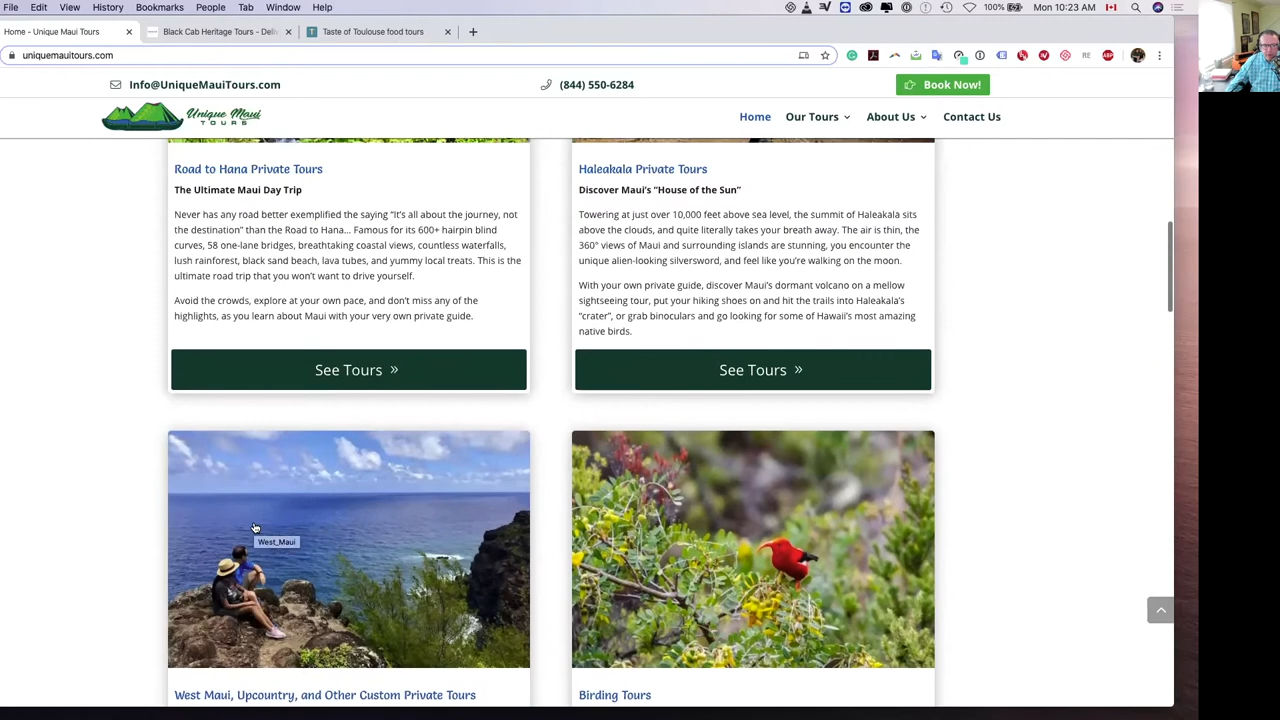 File Edit View History Bookmarks People Tab Window Help 100% Mon 10:23 AM
Home - Unique Maui Tours Black Cab Heritage Tours - Deli Taste of Toulouse food tours
uniquemauitours.com
Info@UniqueMauiTours.com (844) 550-6284 Book Now!
Unique Maui
TOURS
Home Our Tours About Us Contact Us
Road to Hana Private Tours
The Ultimate Maui Day Trip
Never has any road better exemplified the saying “It’s all about the journey, not
the destination” than the Road to Hana… Famous for its 600+ hairpin blind
curves, 58 one-lane bridges, breathtaking coastal views, countless waterfalls,
lush rainforest, black sand beach, lava tubes, and yummy local treats. This is the
ultimate road trip that you won’t want to drive yourself.
Avoid the crowds, explore at your own pace, and don’t miss any of the
highlights, as you learn about Maui with your very own private guide.
See Tours »
Haleakala Private Tours
Discover Maui’s “House of the Sun”
Towering at just over 10,000 feet above sea level, the summit of Haleakala sits
above the clouds, and quite literally takes your breath away. The air is thin, the
360° views of Maui and surrounding islands are stunning, you encounter the
unique alien-looking silversword, and feel like you’re walking on the moon.
With your own private guide, discover Maui’s dormant volcano on a mellow
sightseeing tour, put your hiking shoes on and hit the trails into Haleakala’s
“crater”, or grab binoculars and go looking for some of Hawaii’s most amazing
native birds.
See Tours »
West_Maui
West Maui, Upcountry, and Other Custom Private Tours
Birding Tours